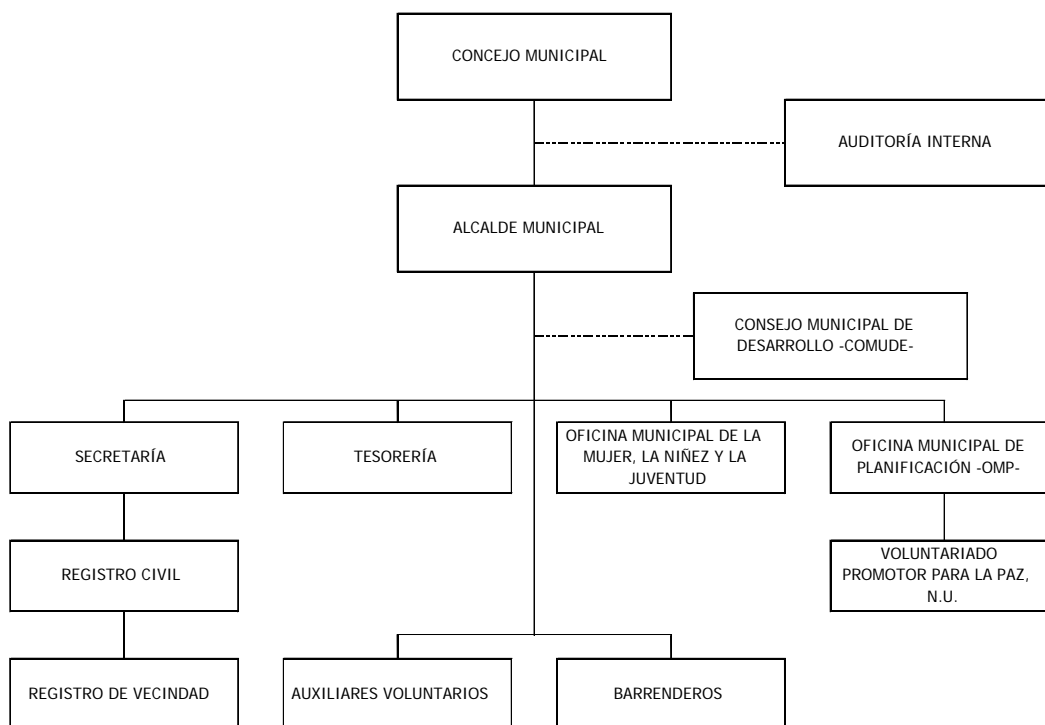 CONCEJO MUNICIPAL
AUDITORÍA INTERNA
ALCALDE MUNICIPAL
CONSEJO MUNICIPAL DE
DESARROLLO -COMUDE-
SECRETARÍA
TESORERÍA
OFICINA MUNICIPAL DE LA
MUJER, LA NIÑEZ Y LA
JUVENTUD
OFICINA MUNICIPAL DE
PLANIFICACIÓN -OMP-
REGISTRO CIVIL
VOLUNTARIADO
PROMOTOR PARA LA PAZ,
N.U.
REGISTRO DE VECINDAD
AUXILIARES VOLUNTARIOS
BARRENDEROS